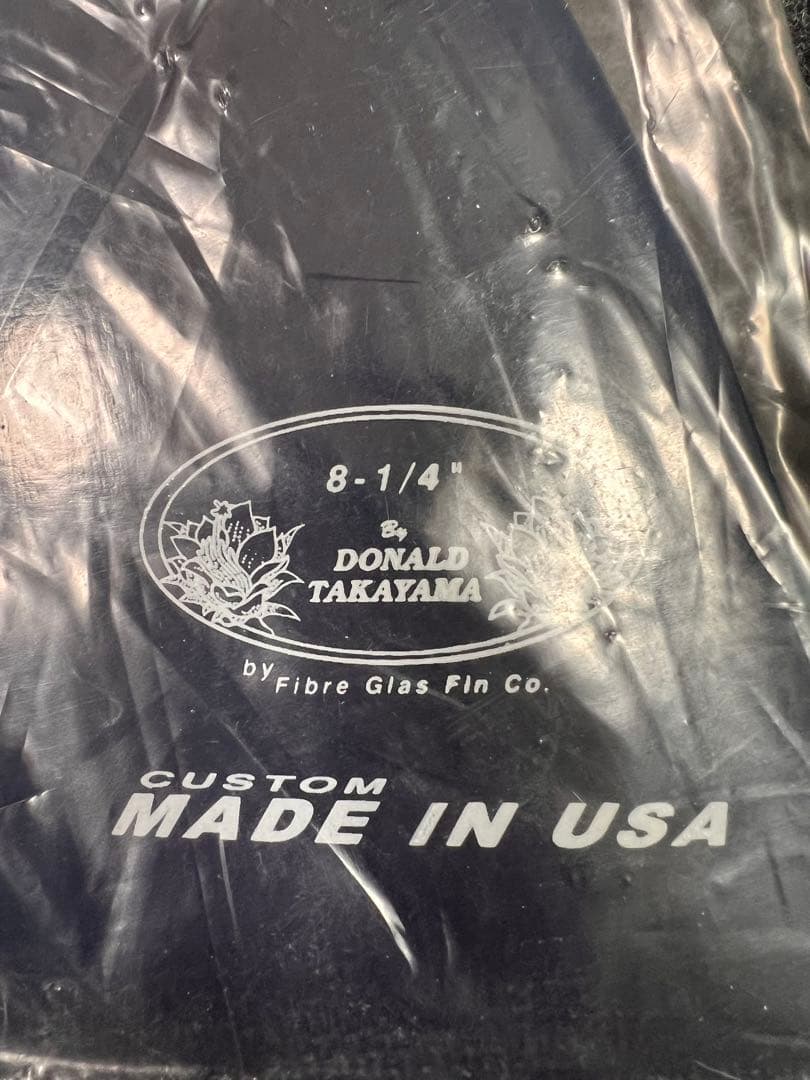 8-1/4"
By
DONALD
TAKAYAMA
by Fibre Glas Fin Co.
CUSTOM
MADE IN USA